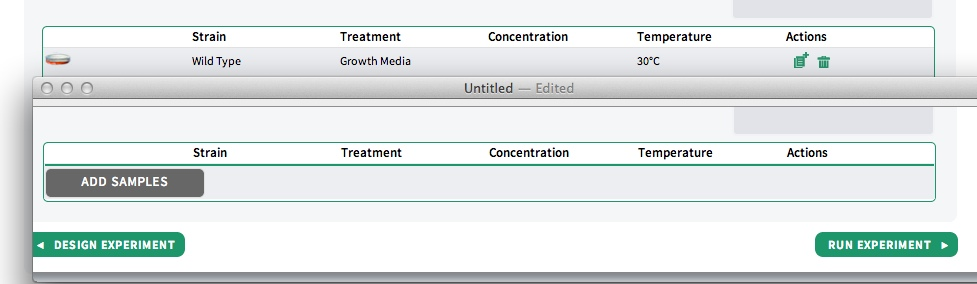 Strain Treatment Concentration Temperature Actions
Wild Type Growth Media 30°C
Untitled — Edited
Strain Treatment Concentration Temperature Actions
ADD SAMPLES
◄ DESIGN EXPERIMENT RUN EXPERIMENT ►